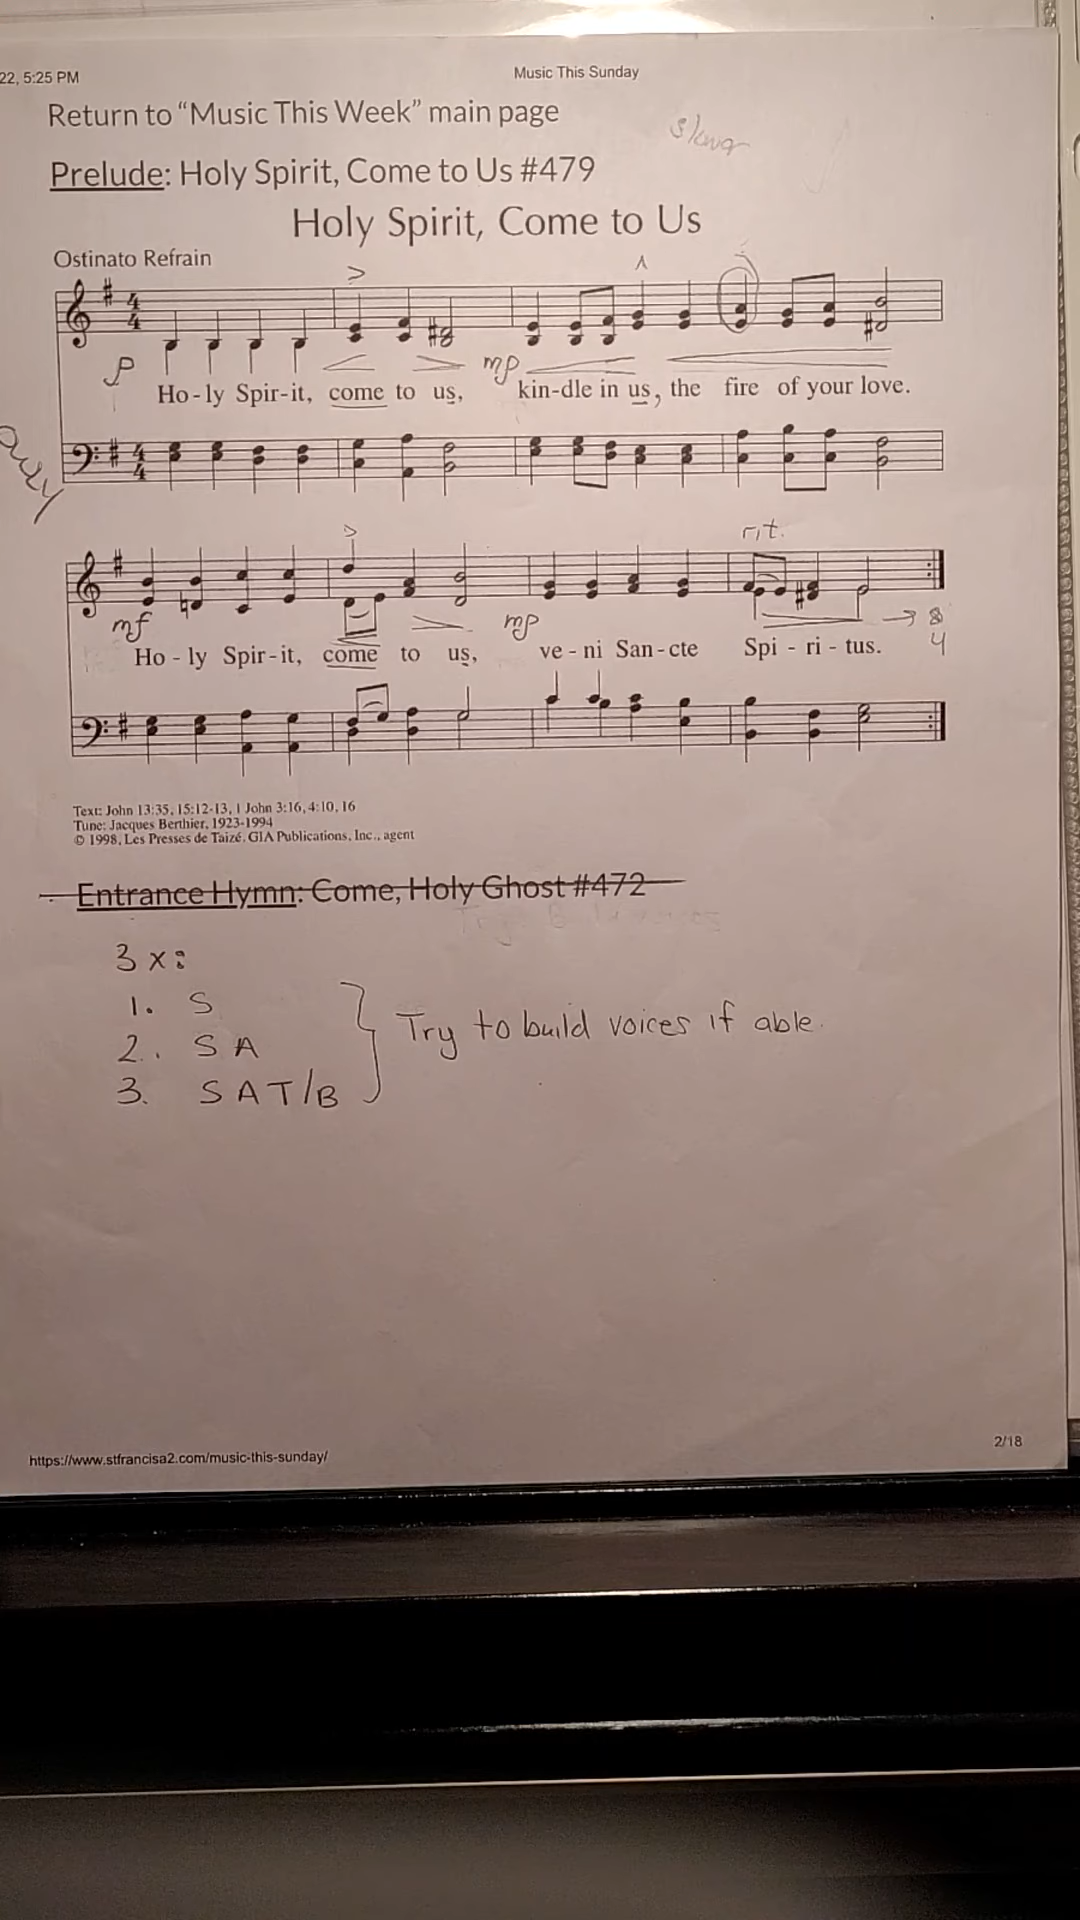 22, 5:25 PM
Music This Sunday
Return to “Music This Week” main page
Prelude: Holy Spirit, Come to Us #479
Holy Spirit, Come to Us
Ostinato Refrain
p mp
Ho - ly Spir - it, come to us, kin - dle in us, the fire of your love.
rit.
mf mp
→ 8
4
Ho - ly Spir - it, come to us, ve - ni San - cte Spi - ri - tus.
Text: John 13:35, 15:12-13, 1 John 3:16, 4:10, 16
Tune: Jacques Berthier, 1923-1994
© 1998, Les Presses de Taizé, GIA Publications, Inc., agent
Entrance Hymn: Come, Holy Ghost #472
3 x:
1. S
2. S A
3. S A T/B
Try to build voices if able.
https://www.stfrancisa2.com/music-this-sunday/
2/18